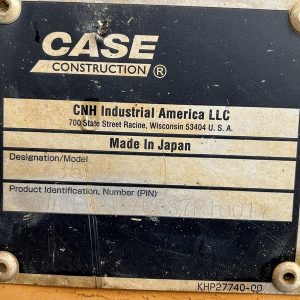 CASE
CONSTRUCTION ®
CNH Industrial America LLC
700 State Street Racine, Wisconsin 53404 U. S. A.
Made In Japan
Designation/Model
Product Identification, Number (PIN)
KHP27740-00